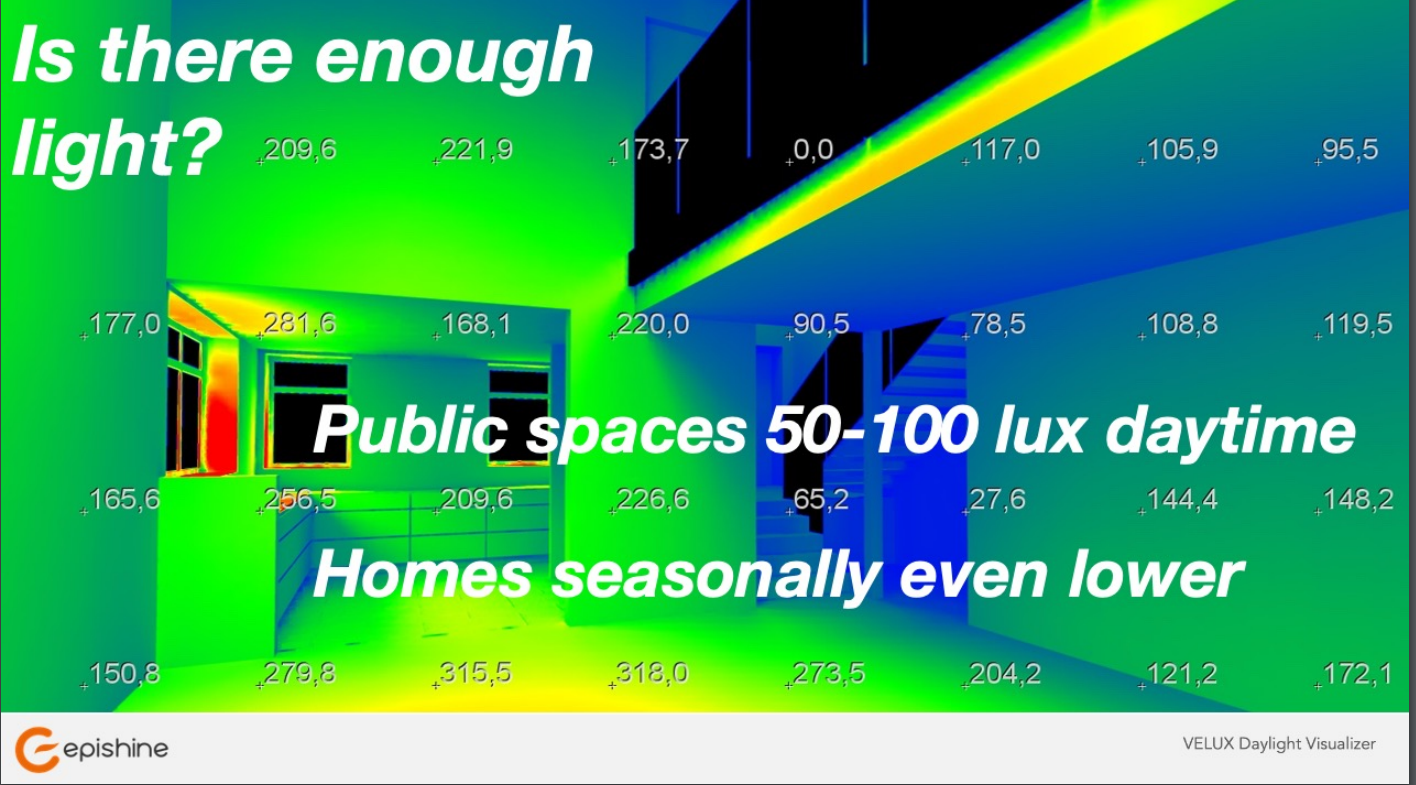 Is there enough
light?
209,6 221,9 173,7 0,0 117,0 105,9 95,5
177,0 281,6 168,1 220,0 90,5 78,5 108,8 119,5
Public spaces 50-100 lux daytime
165,6 256,5 209,6 226,6 65,2 27,6 144,4 148,2
Homes seasonally even lower
150,8 279,8 315,5 318,0 273,5 204,2 121,2 172,1
epishine
VELUX Daylight Visualizer